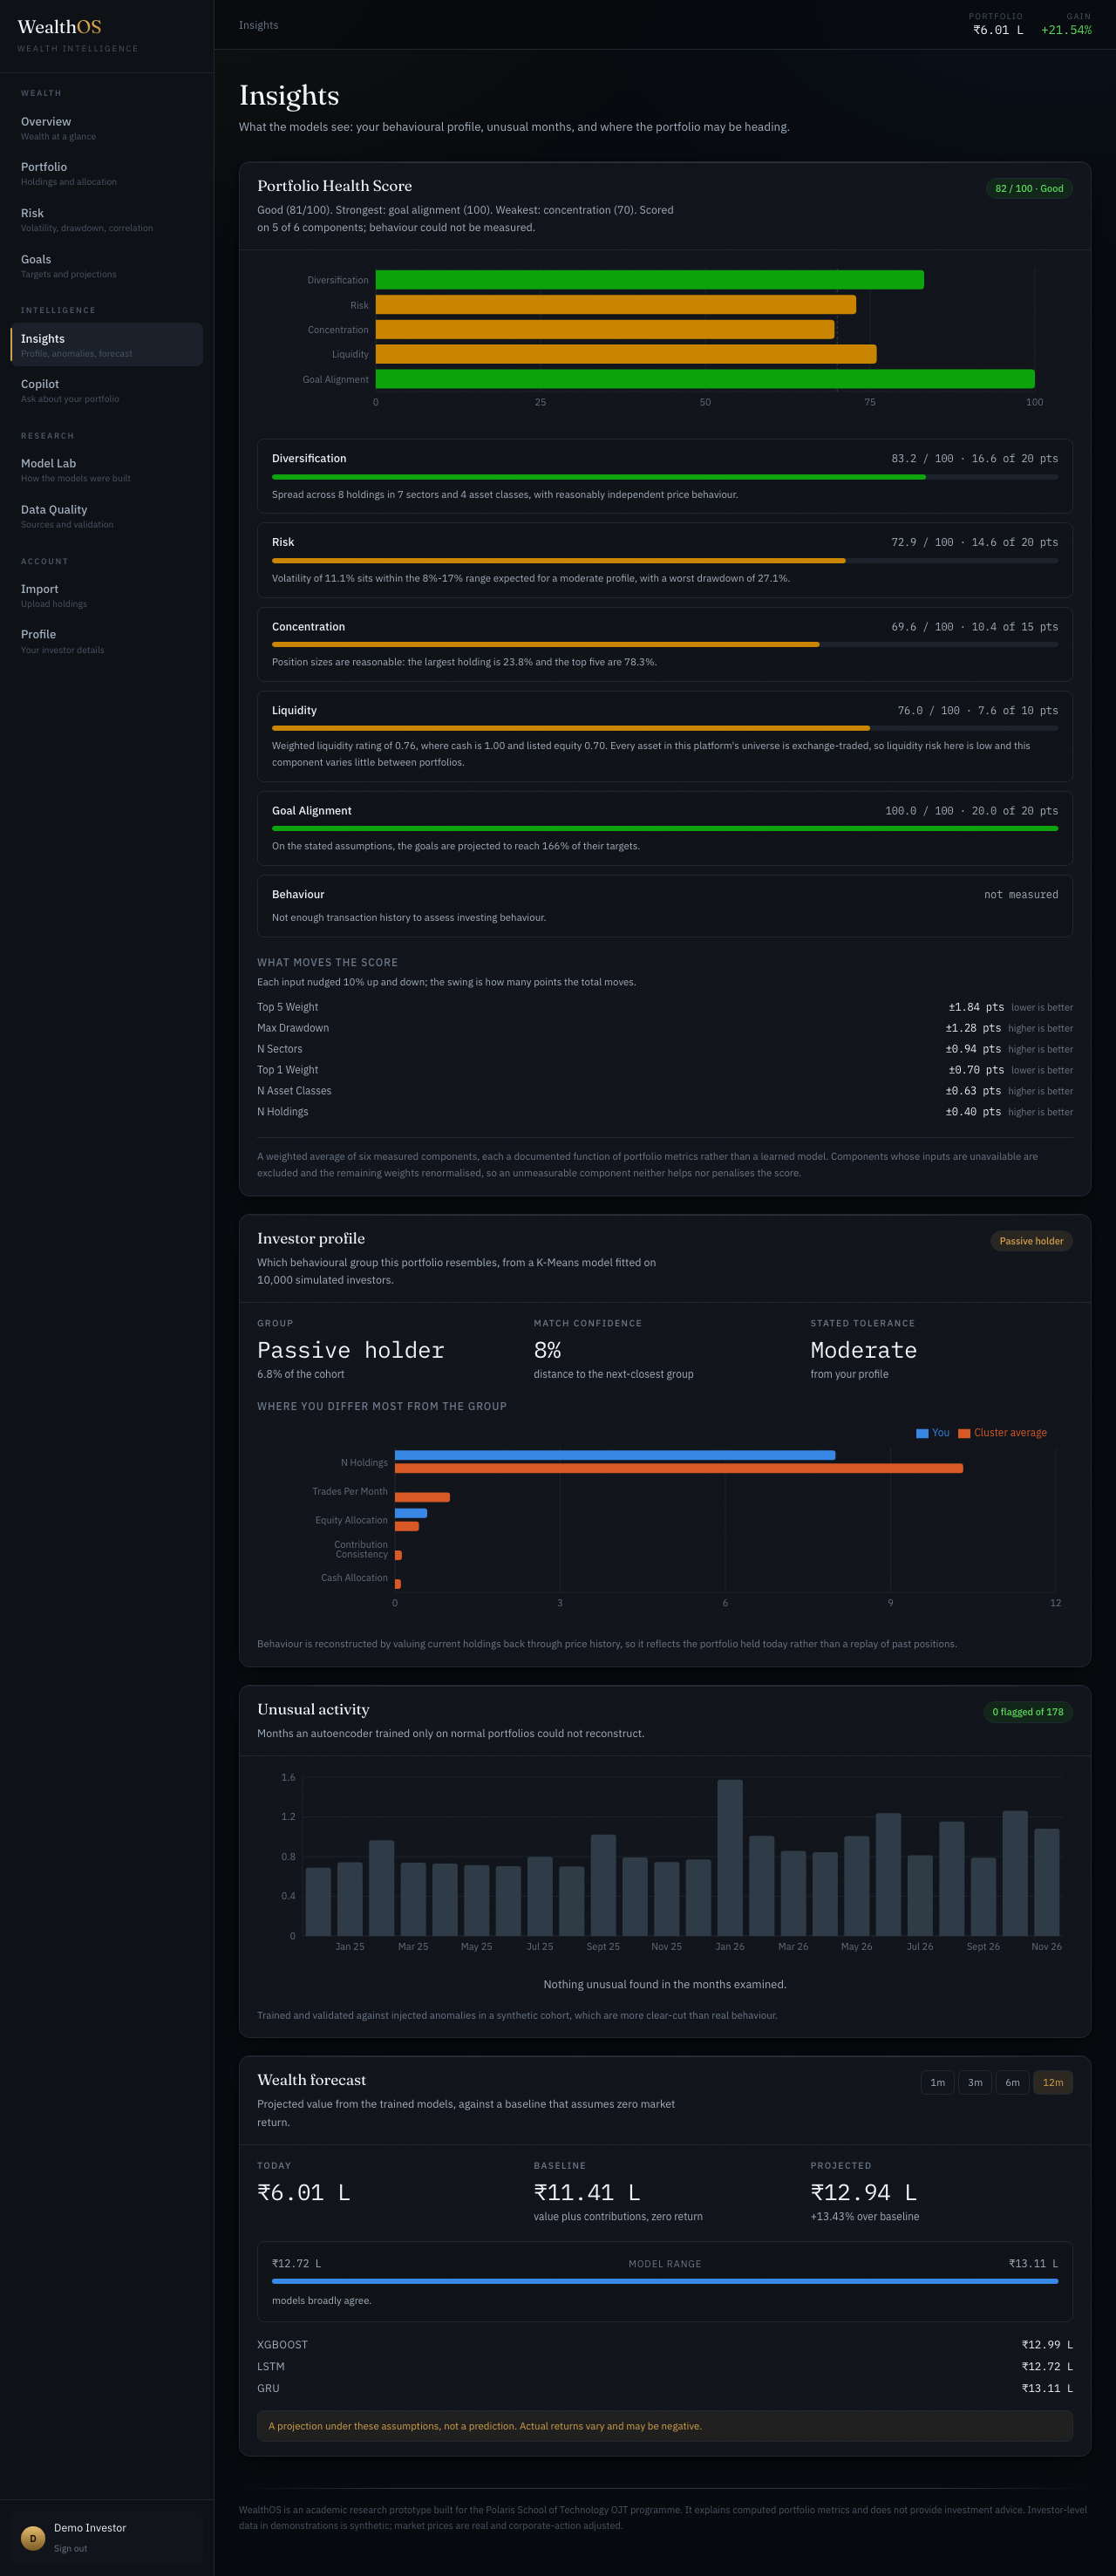 WealthOS
WEALTH INTELLIGENCE
WEALTH
Overview
Wealth at a glance
Portfolio
Holdings and allocation
Risk
Volatility, drawdown, correlation
Goals
Targets and projections
INTELLIGENCE
Insights
Profile, anomalies, forecast
Copilot
Ask about your portfolio
RESEARCH
Model Lab
How the models were built
Data Quality
Sources and validation
ACCOUNT
Import
Upload holdings
Profile
Your investor details
D
Demo Investor
Sign out
Insights
PORTFOLIO
₹6.01 L
GAIN
+21.54%
Insights
What the models see: your behavioural profile, unusual months, and where the portfolio may be heading.
Portfolio Health Score
82 / 100 · Good
Good (81/100). Strongest: goal alignment (100). Weakest: concentration (70). Scored
on 5 of 6 components; behaviour could not be measured.
Diversification
Risk
Concentration
Liquidity
Goal Alignment
0 25 50 75 100
Diversification 83.2 / 100 · 16.6 of 20 pts
Spread across 8 holdings in 7 sectors and 4 asset classes, with reasonably independent price behaviour.
Risk 72.9 / 100 · 14.6 of 20 pts
Volatility of 11.1% sits within the 8%-17% range expected for a moderate profile, with a worst drawdown of 27.1%.
Concentration 69.6 / 100 · 10.4 of 15 pts
Position sizes are reasonable: the largest holding is 23.8% and the top five are 78.3%.
Liquidity 76.0 / 100 · 7.6 of 10 pts
Weighted liquidity rating of 0.76, where cash is 1.00 and listed equity 0.70. Every asset in this platform's universe is exchange-traded, so liquidity risk here is low and this
component varies little between portfolios.
Goal Alignment 100.0 / 100 · 20.0 of 20 pts
On the stated assumptions, the goals are projected to reach 166% of their targets.
Behaviour not measured
Not enough transaction history to assess investing behaviour.
WHAT MOVES THE SCORE
Each input nudged 10% up and down; the swing is how many points the total moves.
Top 5 Weight ±1.84 pts lower is better
Max Drawdown ±1.28 pts higher is better
N Sectors ±0.94 pts higher is better
Top 1 Weight ±0.70 pts lower is better
N Asset Classes ±0.63 pts higher is better
N Holdings ±0.40 pts higher is better
A weighted average of six measured components, each a documented function of portfolio metrics rather than a learned model. Components whose inputs are unavailable are
excluded and the remaining weights renormalised, so an unmeasurable component neither helps nor penalises the score.
Investor profile
Passive holder
Which behavioural group this portfolio resembles, from a K-Means model fitted on
10,000 simulated investors.
GROUP
Passive holder
6.8% of the cohort
MATCH CONFIDENCE
8%
distance to the next-closest group
STATED TOLERANCE
Moderate
from your profile
WHERE YOU DIFFER MOST FROM THE GROUP
You Cluster average
N Holdings
Trades Per Month
Equity Allocation
Contribution
Consistency
Cash Allocation
0 3 6 9 12
Behaviour is reconstructed by valuing current holdings back through price history, so it reflects the portfolio held today rather than a replay of past positions.
Unusual activity
0 flagged of 178
Months an autoencoder trained only on normal portfolios could not reconstruct.
1.6
1.2
0.8
0.4
0
Jan 25 Mar 25 May 25 Jul 25 Sept 25 Nov 25 Jan 26 Mar 26 May 26 Jul 26 Sept 26 Nov 26
Nothing unusual found in the months examined.
Trained and validated against injected anomalies in a synthetic cohort, which are more clear-cut than real behaviour.
Wealth forecast
1m 3m 6m 12m
Projected value from the trained models, against a baseline that assumes zero market
return.
TODAY
₹6.01 L
BASELINE
₹11.41 L
value plus contributions, zero return
PROJECTED
₹12.94 L
+13.43% over baseline
₹12.72 L MODEL RANGE ₹13.11 L
models broadly agree.
XGBOOST ₹12.99 L
LSTM ₹12.72 L
GRU ₹13.11 L
A projection under these assumptions, not a prediction. Actual returns vary and may be negative.
WealthOS is an academic research prototype built for the Polaris School of Technology OJT programme. It explains computed portfolio metrics and does not provide investment advice. Investor-level
data in demonstrations is synthetic; market prices are real and corporate-action adjusted.